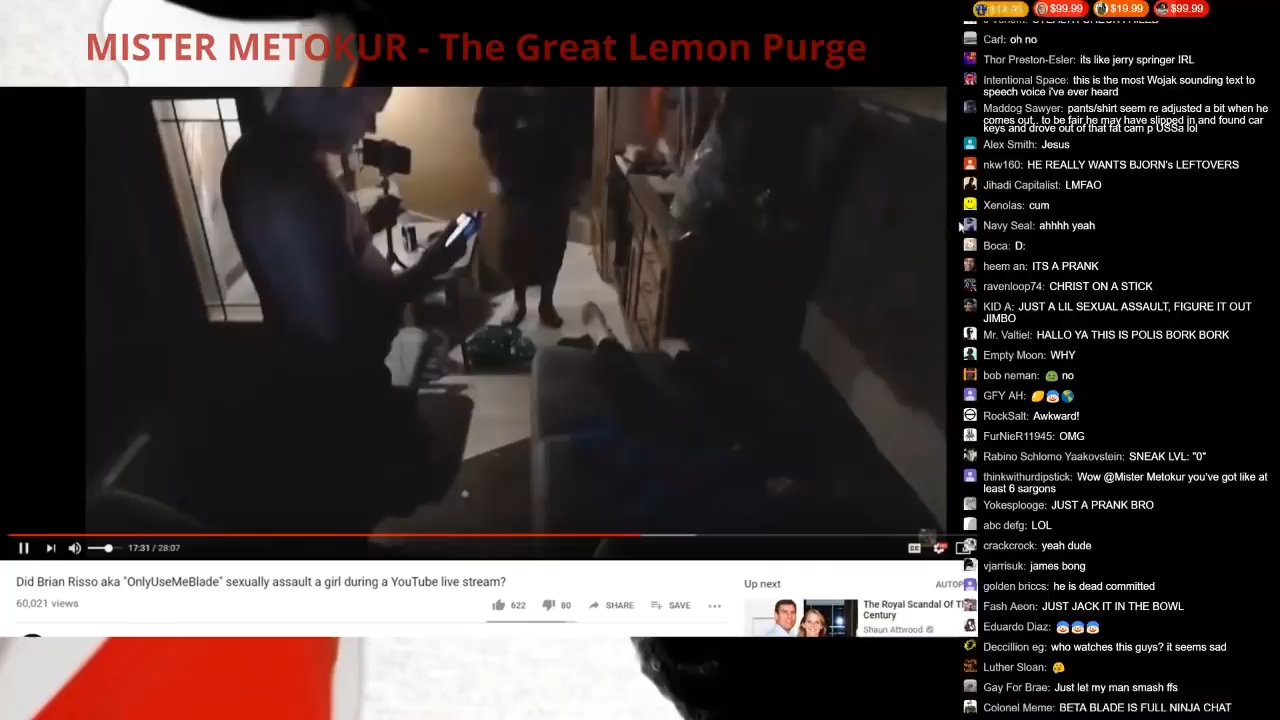 $99.99 $19.99 $99.99
MISTER METOKUR - The Great Lemon Purge
Carl: oh no
Thor Preston-Esler: its like jerry springer IRL
Intentional Space: this is the most Wojak sounding text to
speech voice i've ever heard
Maddog Sawyer: pants/shirt seem re adjusted a bit when he
comes out.. to be fair he may have slipped in and found car
keys and drove out of that fat cam p USSa lol
Alex Smith: Jesus
nkw160: HE REALLY WANTS BJORN's LEFTOVERS
Jihadi Capitalist: LMFAO
Xenolas: cum
Navy Seal: ahhhh yeah
Boca: D:
heem an: ITS A PRANK
ravenloop74: CHRIST ON A STICK
KID A: JUST A LIL SEXUAL ASSAULT, FIGURE IT OUT
JIMBO
Mr. Valtiel: HALLO YA THIS IS POLIS BORK BORK
Empty Moon: WHY
bob neman: 🤢 no
GFY AH: 🍋🤡🌎
RockSalt: Awkward!
FurNieR11945: OMG
Rabino Schlomo Yaakovstein: SNEAK LVL: "0"
thinkwithurdipstick: Wow @Mister Metokur you've got like at
least 6 sargons
Yokesplooge: JUST A PRANK BRO
abc defg: LOL
crackcrock: yeah dude
vjarrisuk: james bong
golden briccs: he is dead committed
Fash Aeon: JUST JACK IT IN THE BOWL
Eduardo Diaz: 🤡🤡🤡
Deccillion eg: who watches this guys? it seems sad
Luther Sloan: 🤔
Gay For Brae: Just let my man smash ffs
Colonel Meme: BETA BLADE IS FULL NINJA CHAT
17:31 / 28:07
CC
Did Brian Risso aka "OnlyUseMeBlade" sexually assault a girl during a YouTube live stream?
60,021 views
622 80 SHARE SAVE
Up next AUTOP
The Royal Scandal Of Th
Century
Shaun Attwood